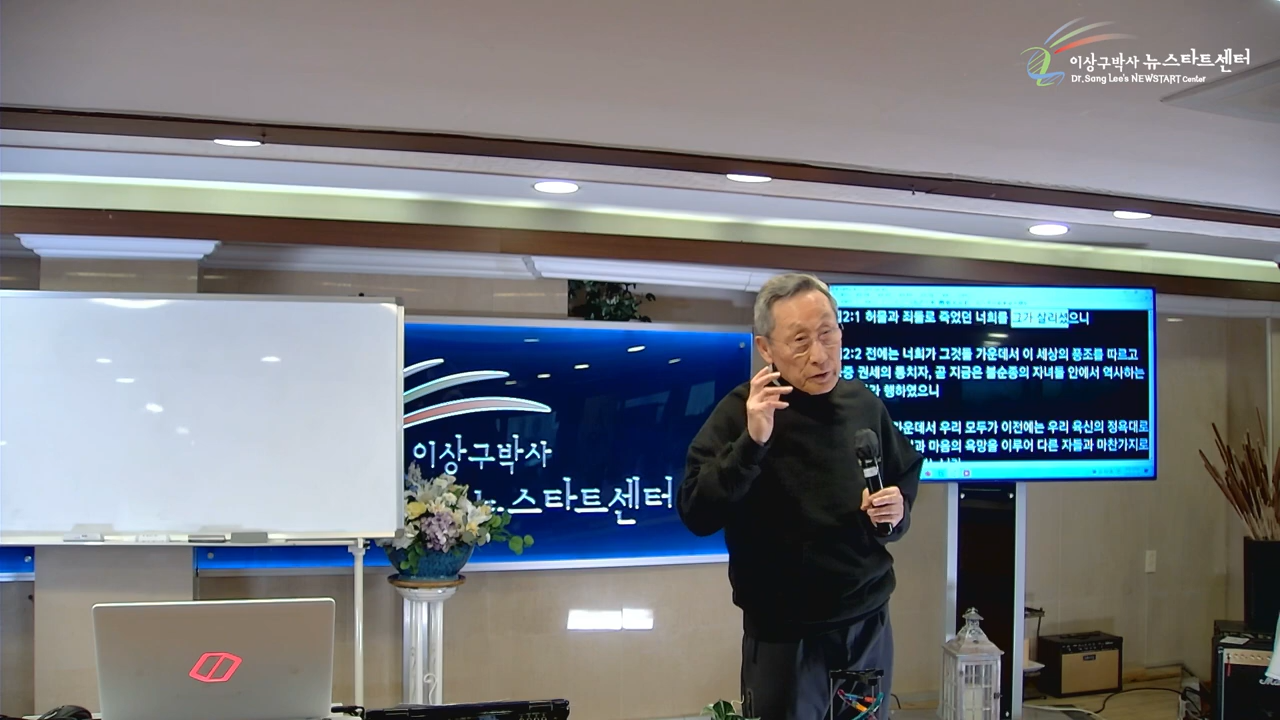 이상구박사 뉴스타트센터
Dr. Sang Lee's NEWSTART Center
2:1 허물과 죄들로 죽었던 너희를 그가 살리셨으니
2:2 전에는 너희가 그것들 가운데서 이 세상의 풍조를 따르고
중 권세의 통치자, 곧 지금은 불순종의 자녀들 안에서 역사하는
행하였으니
가운데서 우리 모두가 이전에는 우리 육신의 정욕대로
과 마음의 욕망을 이루어 다른 자들과 마찬가지로
이상구박사
뉴스타트센터